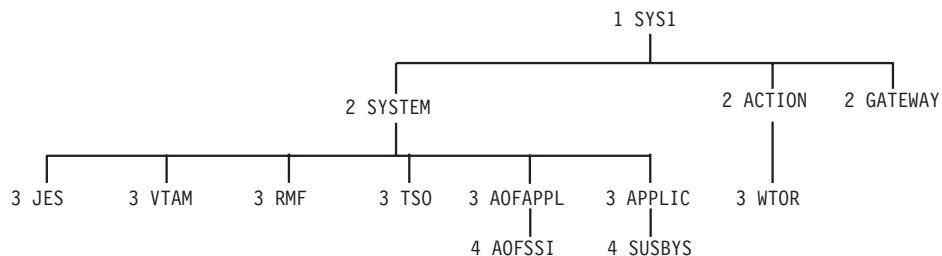 1 SYS1
2 SYSTEM
2 ACTION
2 GATEWAY
3 JES
3 VTAM
3 RMF
3 TSO
3 AOFAPPL
3 APPLIC
3 WTOR
4 AOFSSI
4 SUSBYS